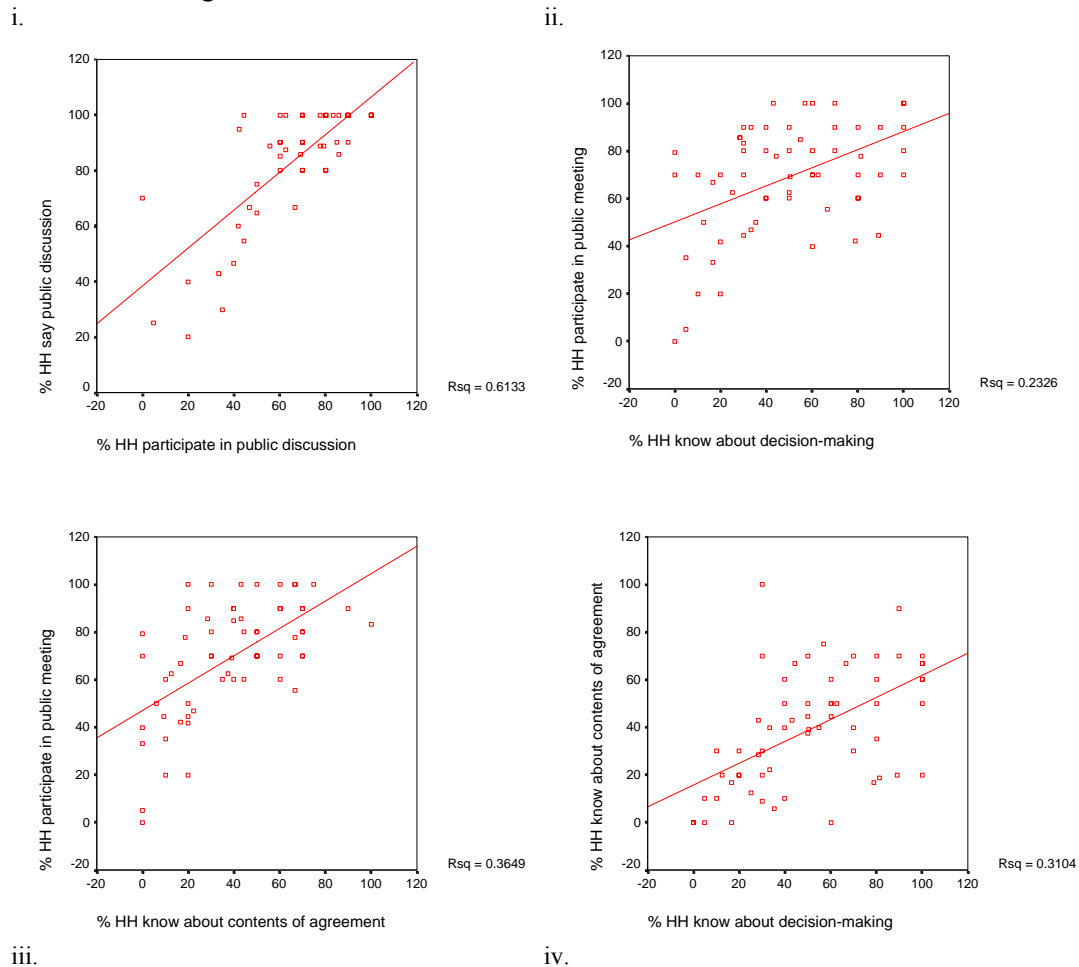 i.
ii.
120
100
80
60
40
20
0
-20 0 20 40 60 80 100 120
% HH say public discussion
% HH participate in public discussion
Rsq = 0.6133
120
100
80
60
40
20
0
-20
-20 0 20 40 60 80 100 120
% HH participate in public meeting
% HH know about decision-making
Rsq = 0.2326
120
100
80
60
40
20
0
-20
-20 0 20 40 60 80 100 120
% HH participate in public meeting
% HH know about contents of agreement
Rsq = 0.3649
120
100
80
60
40
20
0
-20
-20 0 20 40 60 80 100 120
% HH know about contents of agreement
% HH know about decision-making
Rsq = 0.3104
iii.
iv.